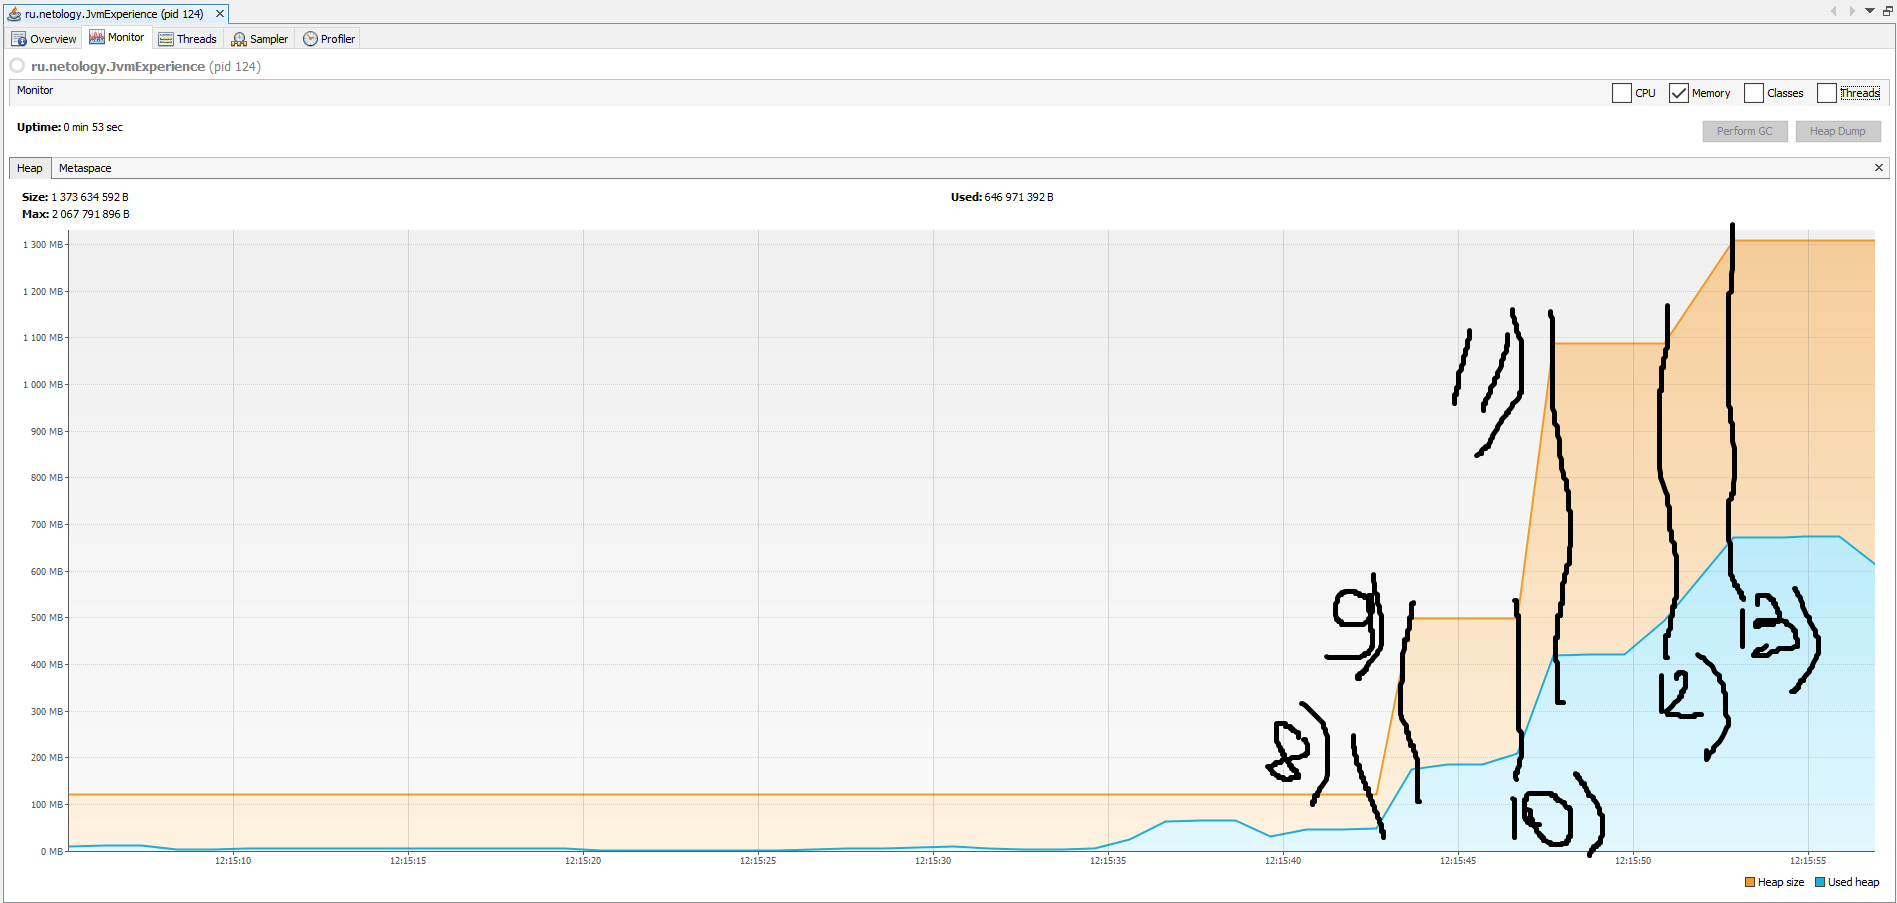 ru.netology.JvmExperience (pid 124)
Overview Monitor Threads Sampler Profiler
ru.netology.JvmExperience (pid 124)
Monitor
CPU Memory Classes Threads
Uptime: 0 min 53 sec
Perform GC Heap Dump
Heap Metaspace
Size: 1 373 634 592 B
Used: 646 971 392 B
Max: 2 067 791 896 B
1 300 MB
1 200 MB
1 100 MB
1 000 MB
900 MB
800 MB
700 MB
600 MB
500 MB
400 MB
300 MB
200 MB
100 MB
0 MB
8)
9)
10)
11)
12)
13)
12:15:10 12:15:15 12:15:20 12:15:25 12:15:30 12:15:35 12:15:40 12:15:45 12:15:50 12:15:55
Heap size Used heap